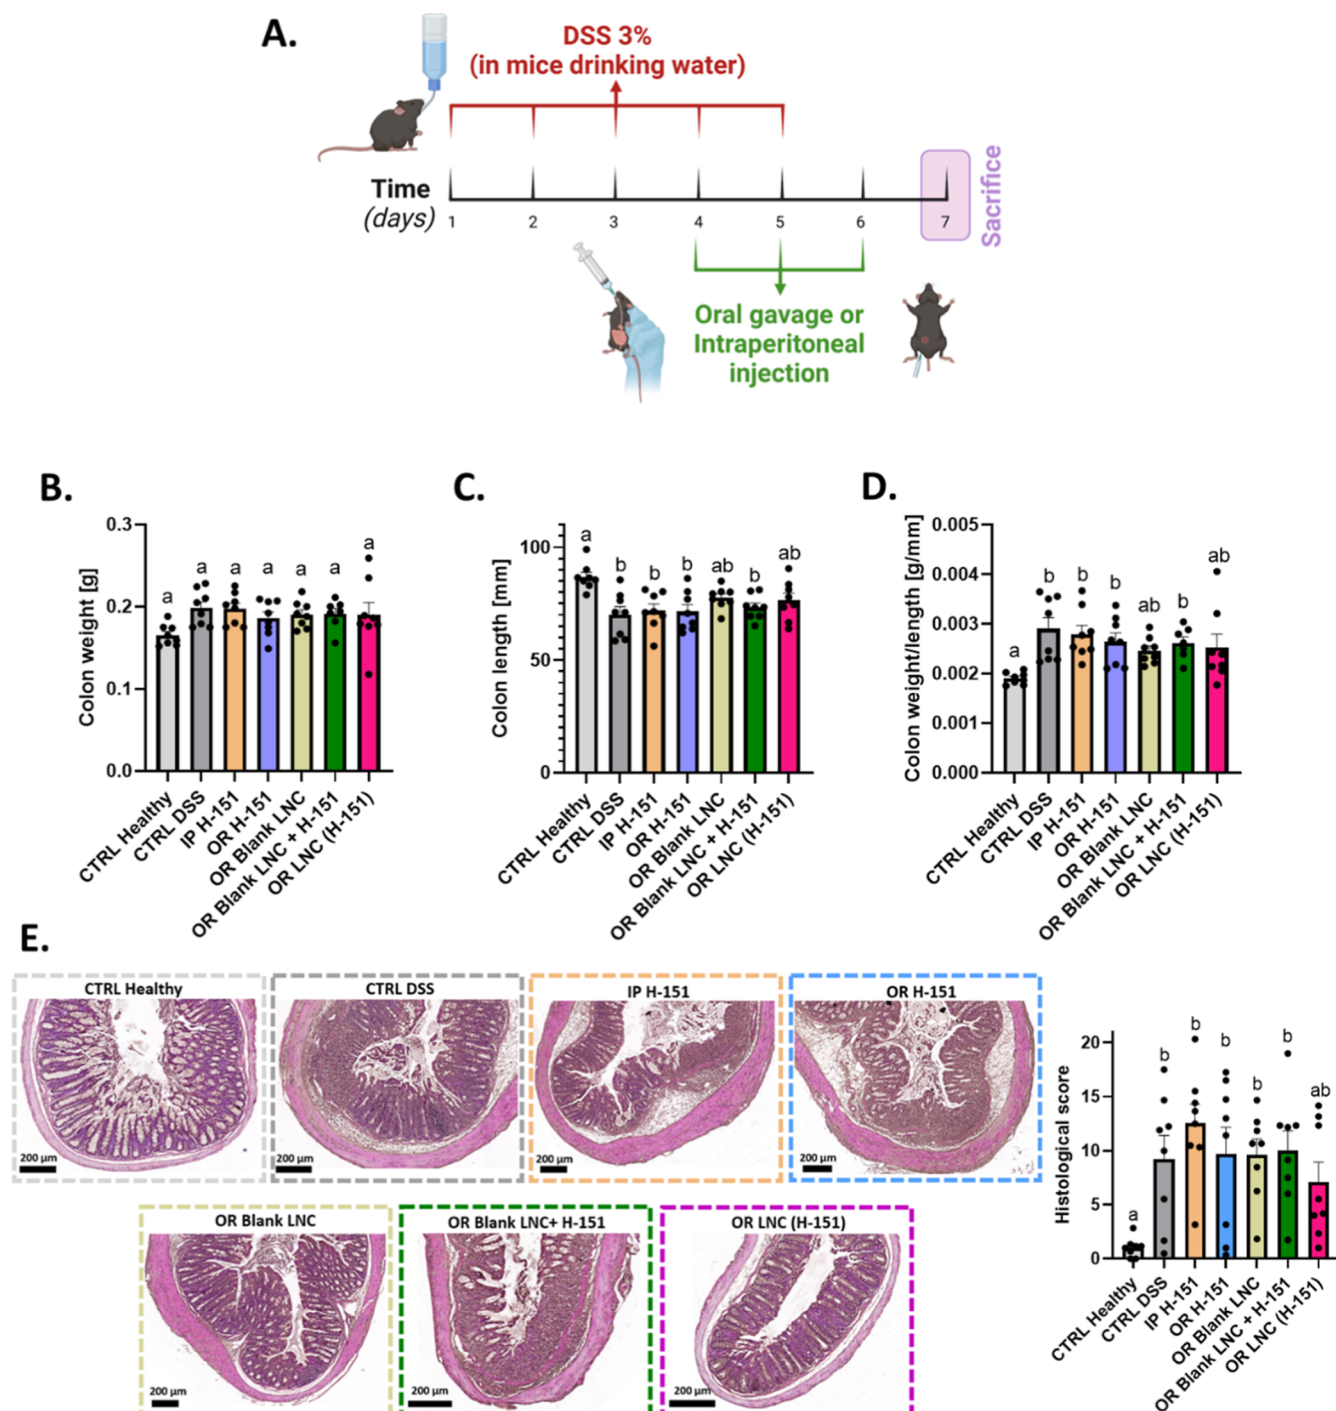 A.
DSS 3%
(in mice drinking water)
Time
(days)
1 2 3 4 5 6 7
Sacrifice
Oral gavage or
Intraperitoneal
injection
B.
Colon weight [g]
0.3
0.2
0.1
0.0
a a a a a a a
CTRL Healthy
CTRL DSS
IP H-151
OR H-151
OR Blank LNC
OR Blank LNC + H-151
OR LNC (H-151)
C.
Colon length [mm]
100
50
0
a b b b ab b ab
CTRL Healthy
CTRL DSS
IP H-151
OR H-151
OR Blank LNC
OR Blank LNC + H-151
OR LNC (H-151)
D.
Colon weight/length [g/mm]
0.005
0.004
0.003
0.002
0.001
0.000
a b b b ab b ab
CTRL Healthy
CTRL DSS
IP H-151
OR H-151
OR Blank LNC
OR Blank LNC + H-151
OR LNC (H-151)
E.
CTRL Healthy
200 µm
CTRL DSS
200 µm
IP H-151
200 µm
OR H-151
200 µm
OR Blank LNC
200 µm
OR Blank LNC+ H-151
200 µm
OR LNC (H-151)
200 µm
Histological score
20
15
10
5
0
a b b b b b ab
CTRL Healthy
CTRL DSS
IP H-151
OR H-151
OR Blank LNC
OR Blank LNC + H-151
OR LNC (H-151)